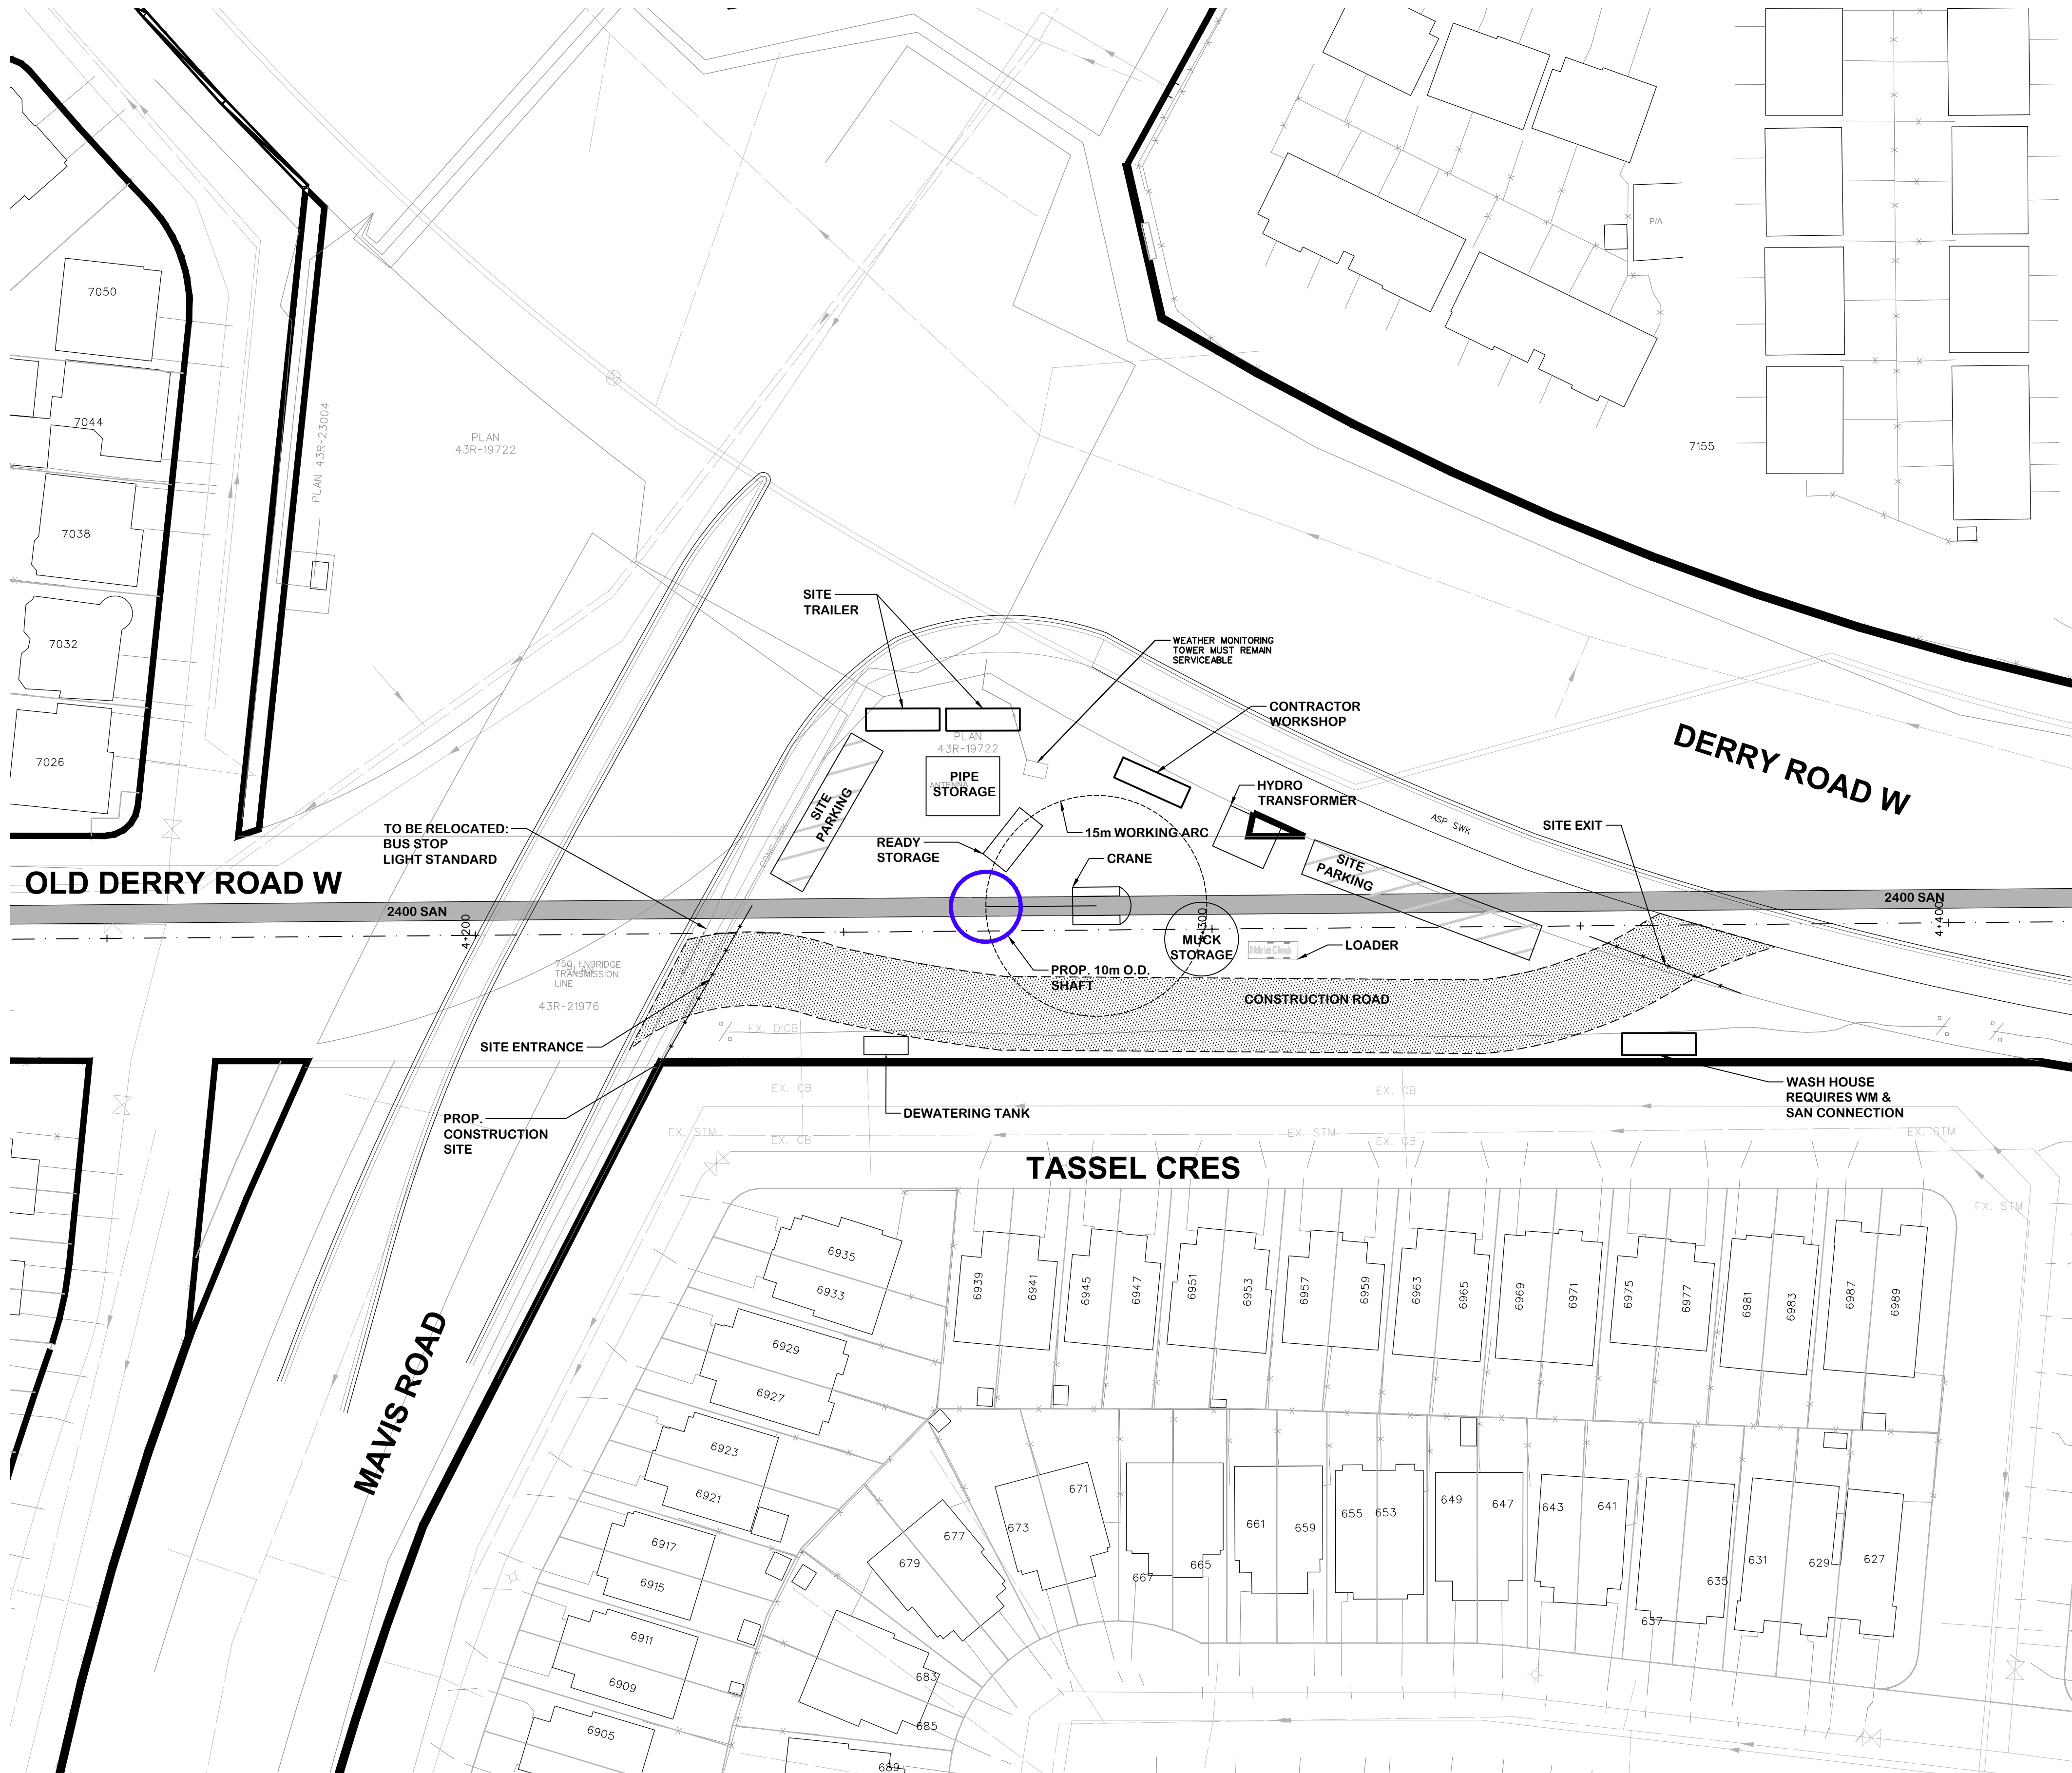 P/A
7050
7155
7044
PLAN 43R-23004
PLAN
43R-19722
7038
SITE
TRAILER
7032
WEATHER MONITORING
TOWER MUST REMAIN
SERVICEABLE
CONTRACTOR
WORKSHOP
PLAN
43R-19722
DERRY ROAD W
7026
PIPE
STORAGE
ANTENNA
HYDRO
TRANSFORMER
SITE
PARKING
15m WORKING ARC
ASP SWK
SITE EXIT
TO BE RELOCATED:
BUS STOP
LIGHT STANDARD
CONC SWK
READY
STORAGE
CRANE
SITE
PARKING
OLD DERRY ROAD W
2400 SAN
2400 SAN
4+200
4+300
4+400
MUCK
STORAGE
LOADER
750 ENBRIDGE
TRANSMISSION
LINE
PLAN
43R-21976
PROP. 10m O.D.
SHAFT
CONSTRUCTION ROAD
EX. DICB
SITE ENTRANCE
EX. CB
EX. CB
WASH HOUSE
REQUIRES WM &
SAN CONNECTION
PROP.
CONSTRUCTION
SITE
DEWATERING TANK
EX. STM
EX. CB
EX. STM
EX. CB
EX. STM
TASSEL CRES
EX. STM
MAVIS ROAD
6935
6933
6939
6941
6945
6947
6951
6953
6957
6959
6963
6965
6969
6971
6975
6977
6981
6983
6987
6989
6929
6927
6923
6921
6917
6915
6911
6909
6905
671
673
677
679
667
665
661
659
655
653
649
647
643
641
637
635
631
629
627
683
685
689